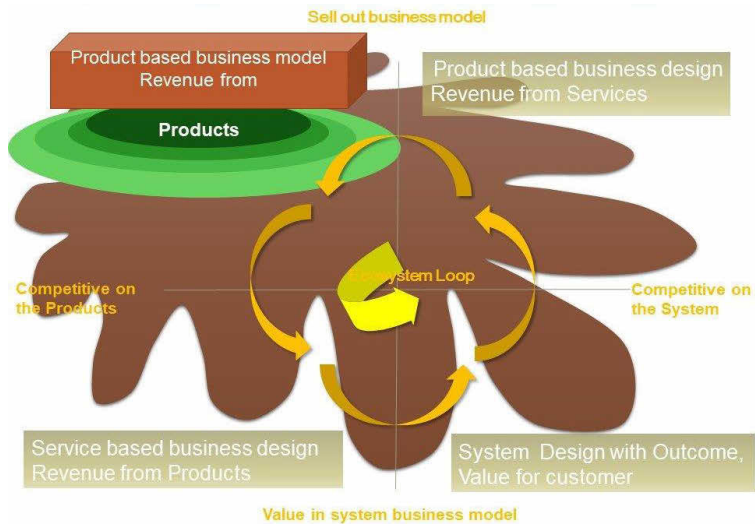 Sell out business model
Product based business model
Revenue from
Product based business design
Revenue from Services
Products
Ecosystem Loop
Competitive on
the Products
Competitive on
the System
Service based business design
Revenue from Products
System Design with Outcome,
Value for customer
Value in system business model